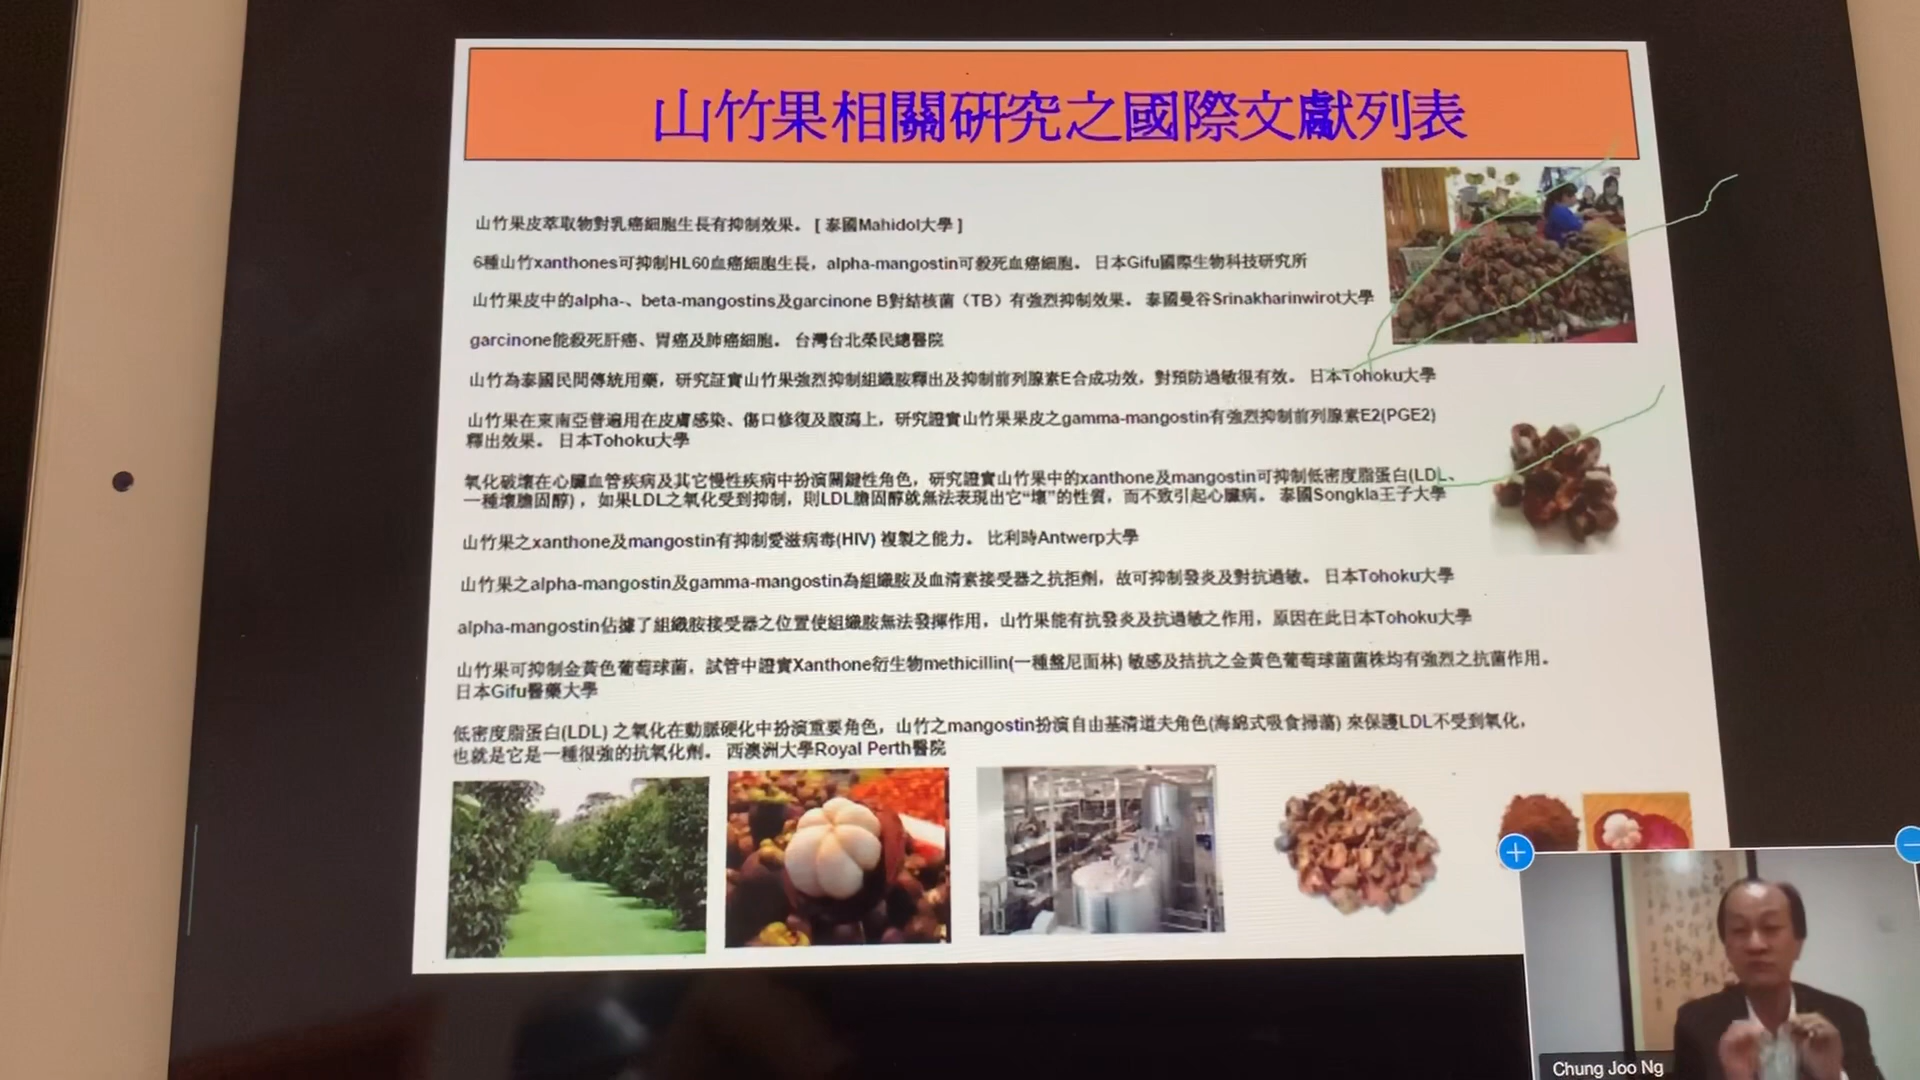 山竹果相關研究之國際文獻列表
山竹果皮萃取物對乳癌細胞生長有抑制效果。 [ 泰國Mahidol大學 ]
6種山竹xanthones可抑制HL60血癌細胞生長，alpha-mangostin可殺死血癌細胞。 日本Gifu國際生物科技研究所
山竹果皮中的alpha-、beta-mangostins及garcinone B對結核菌（TB）有強烈抑制效果。 泰國曼谷Srinakharinwirot大學
garcinone能殺死肝癌、胃癌及肺癌細胞。 台灣台北榮民總醫院
山竹為泰國民間傳統用藥，研究証實山竹果強烈抑制組織胺釋出及抑制前列腺素E合成功效，對預防過敏很有效。 日本Tohoku大學
山竹果在東南亞普遍用在皮膚感染、傷口修復及腹瀉上，研究證實山竹果果皮之gamma-mangostin有強烈抑制前列腺素E2(PGE2)
釋出效果。 日本Tohoku大學
氧化破壞在心臟血管疾病及其它慢性疾病中扮演關鍵性角色，研究證實山竹果中的xanthone及mangostin可抑制低密度脂蛋白(LDL、
一種壞膽固醇)，如果LDL之氧化受到抑制，則LDL膽固醇就無法表現出它“壞”的性質，而不致引起心臟病。 泰國Songkla王子大學
山竹果之xanthone及mangostin有抑制愛滋病毒(HIV) 複製之能力。 比利時Antwerp大學
山竹果之alpha-mangostin及gamma-mangostin為組織胺及血清素接受器之抗拒劑，故可抑制發炎及對抗過敏。 日本Tohoku大學
alpha-mangostin佔據了組織胺接受器之位置使組織胺無法發揮作用，山竹果能有抗發炎及抗過敏之作用，原因在此日本Tohoku大學
山竹果可抑制金黃色葡萄球菌，試管中證實Xanthone衍生物methicillin(一種盤尼面林) 敏感及拮抗之金黃色葡萄球菌菌株均有強烈之抗菌作用。
日本Gifu醫藥大學
低密度脂蛋白(LDL) 之氧化在動脈硬化中扮演重要角色，山竹之mangostin扮演自由基清道夫角色(海綿式吸食掃蕩) 來保護LDL不受到氧化，
也就是它是一種很強的抗氧化劑。 西澳洲大學Royal Perth醫院
Chung Joo Ng